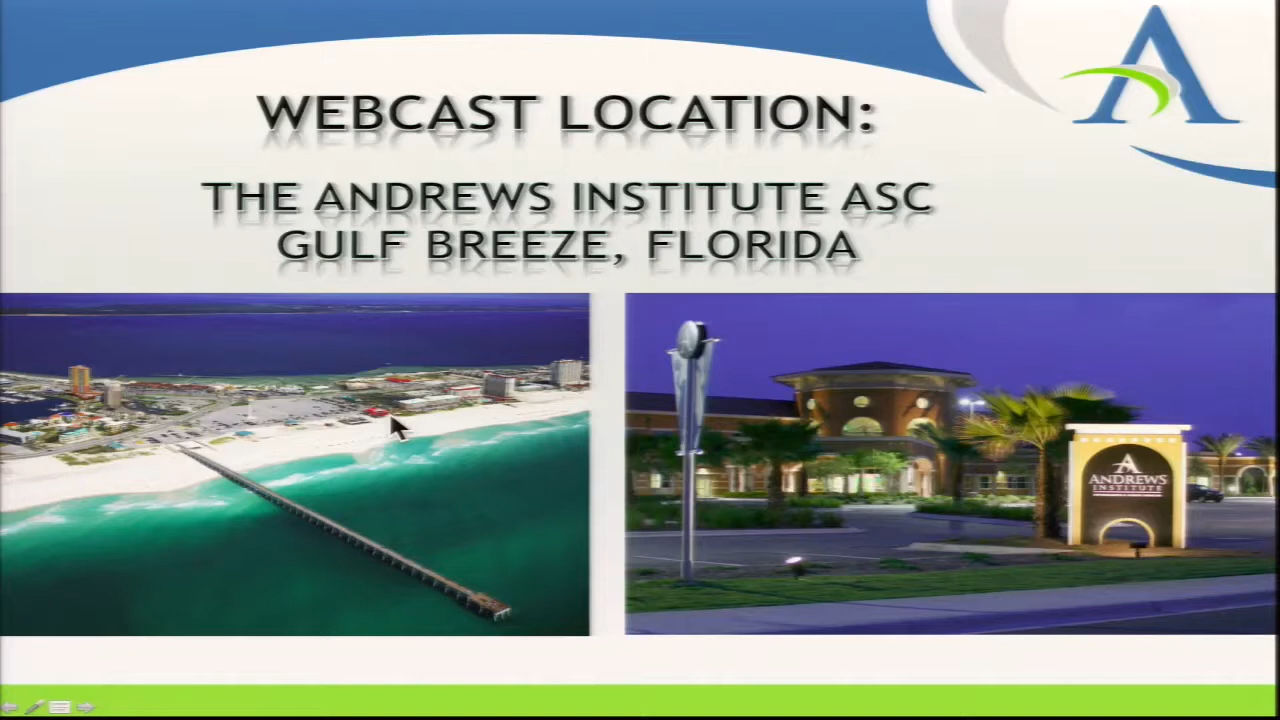 WEBCAST LOCATION:
THE ANDREWS INSTITUTE ASC
GULF BREEZE, FLORIDA
A
A
ANDREWS
INSTITUTE